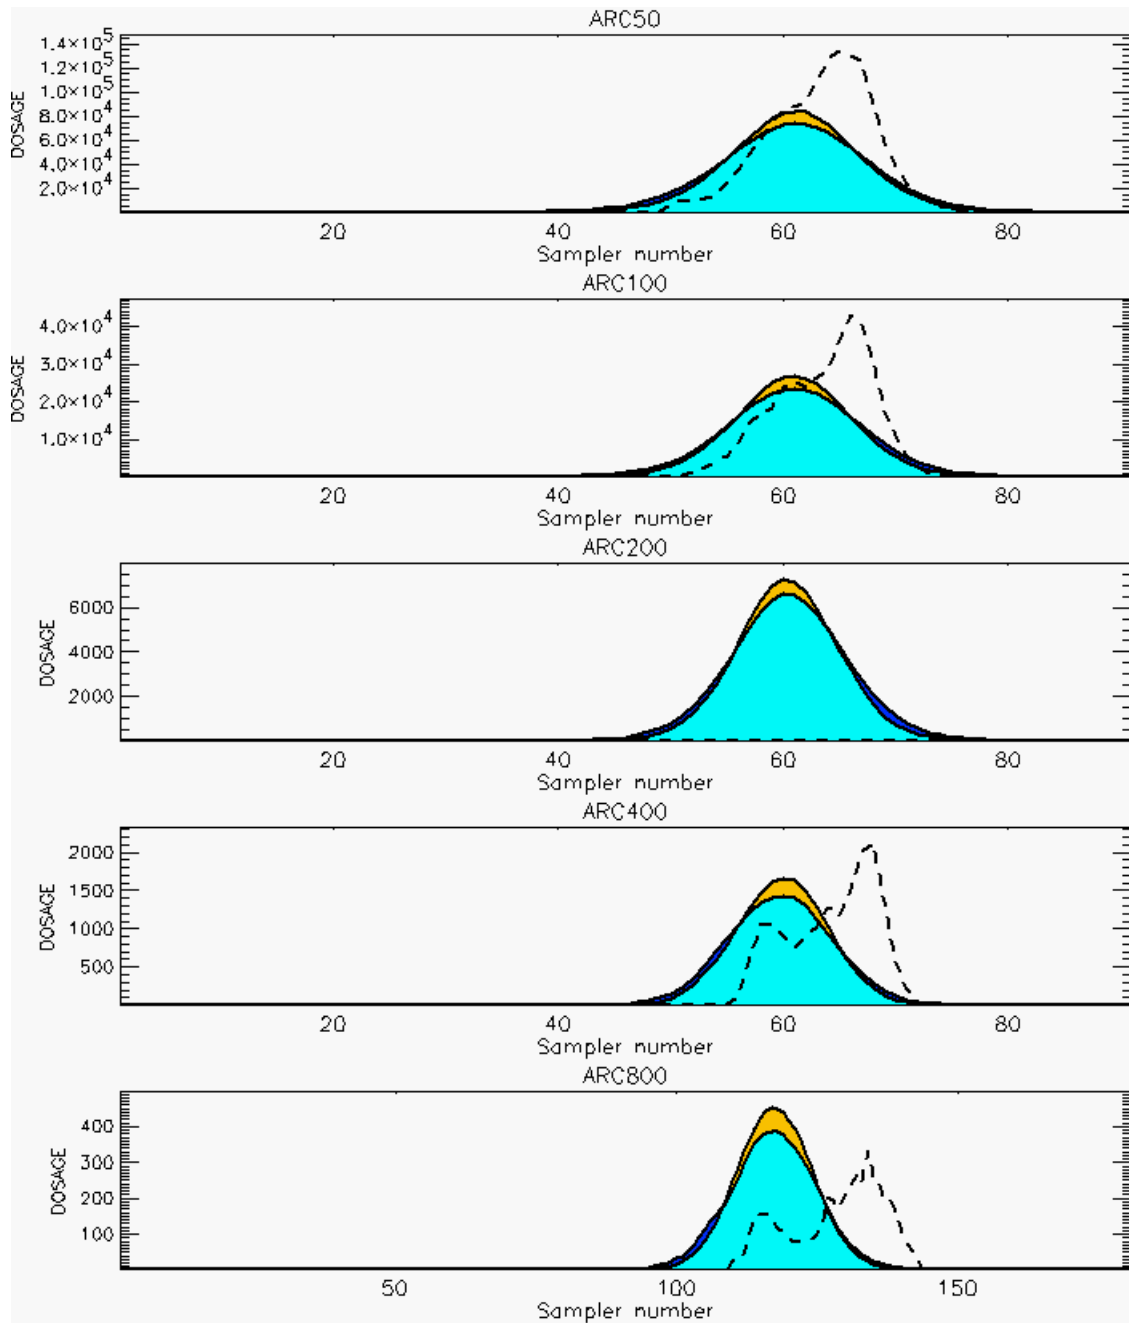 ARC50
1.4×10^5
1.2×10^5
1.0×10^5
8.0×10^4
6.0×10^4
4.0×10^4
2.0×10^4
DOSAGE
20 40 60 80
Sampler number
ARC100
4.0×10^4
3.0×10^4
2.0×10^4
1.0×10^4
DOSAGE
20 40 60 80
Sampler number
ARC200
6000
4000
2000
DOSAGE
20 40 60 80
Sampler number
ARC400
2000
1500
1000
500
DOSAGE
20 40 60 80
Sampler number
ARC800
400
300
200
100
DOSAGE
50 100 150
Sampler number